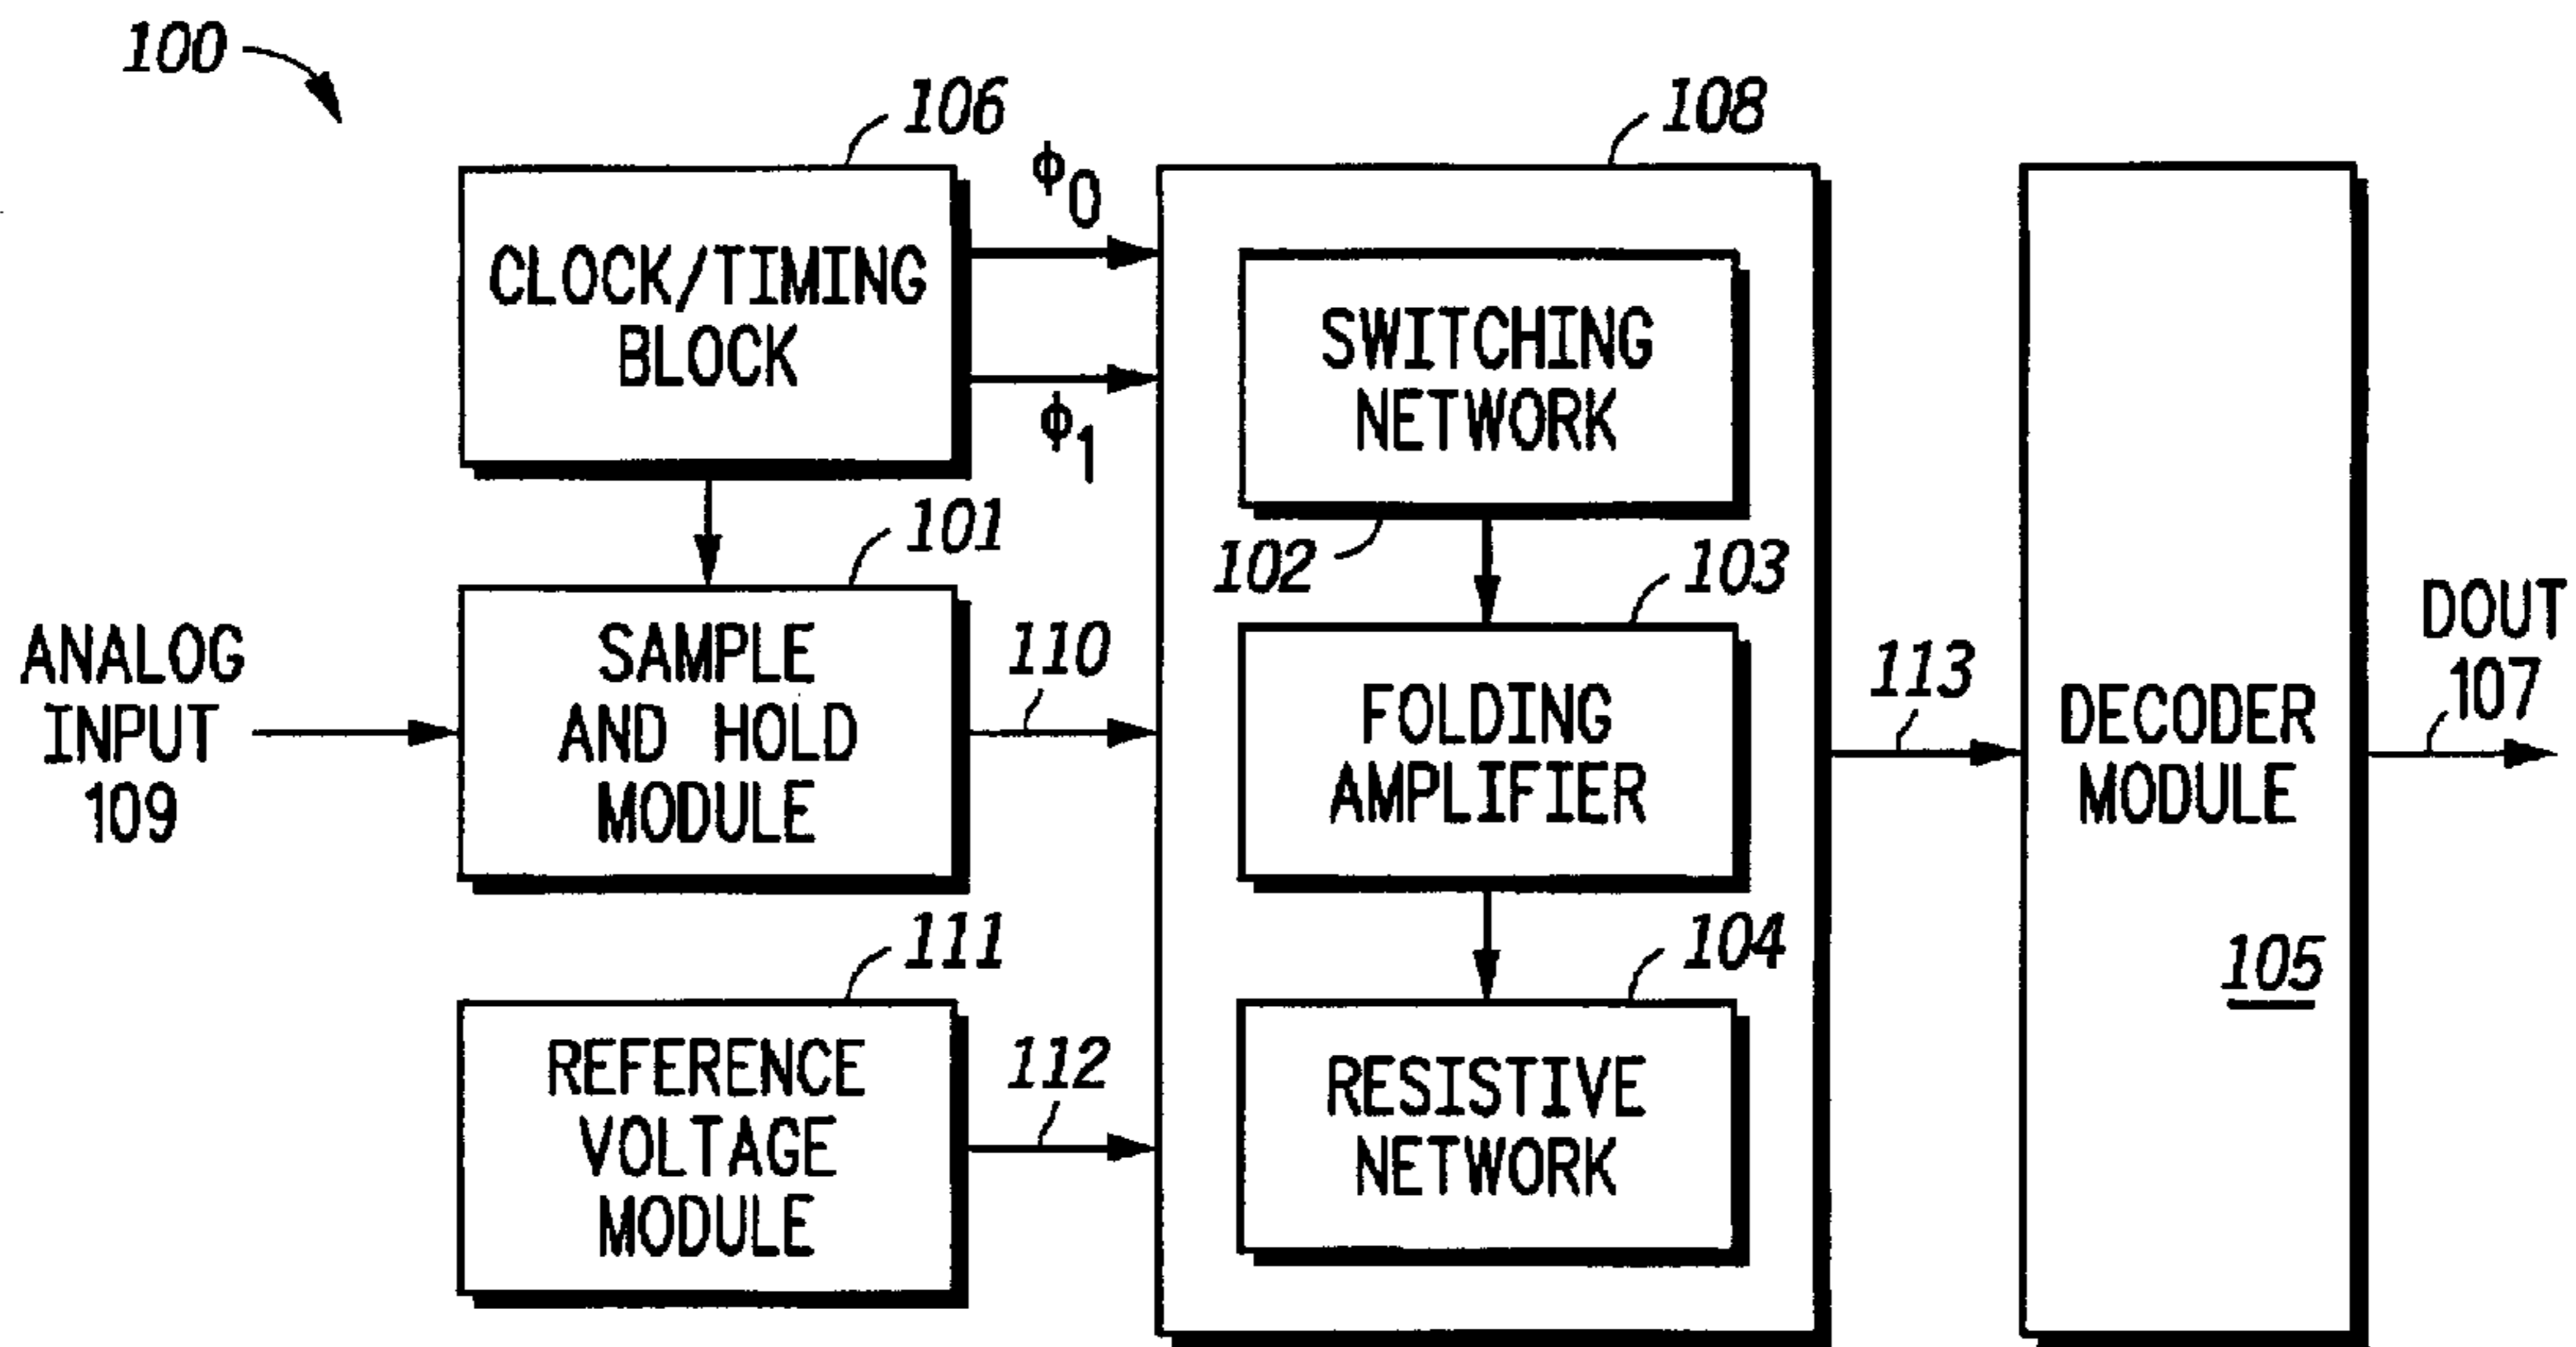 100
106
CLOCK/TIMING
BLOCK
ϕ0
ϕ1
108
SWITCHING
NETWORK
102
101
ANALOG
INPUT
109
SAMPLE
AND HOLD
MODULE
110
103
FOLDING
AMPLIFIER
113
DECODER
MODULE
105
DOUT
107
111
REFERENCE
VOLTAGE
MODULE
112
104
RESISTIVE
NETWORK